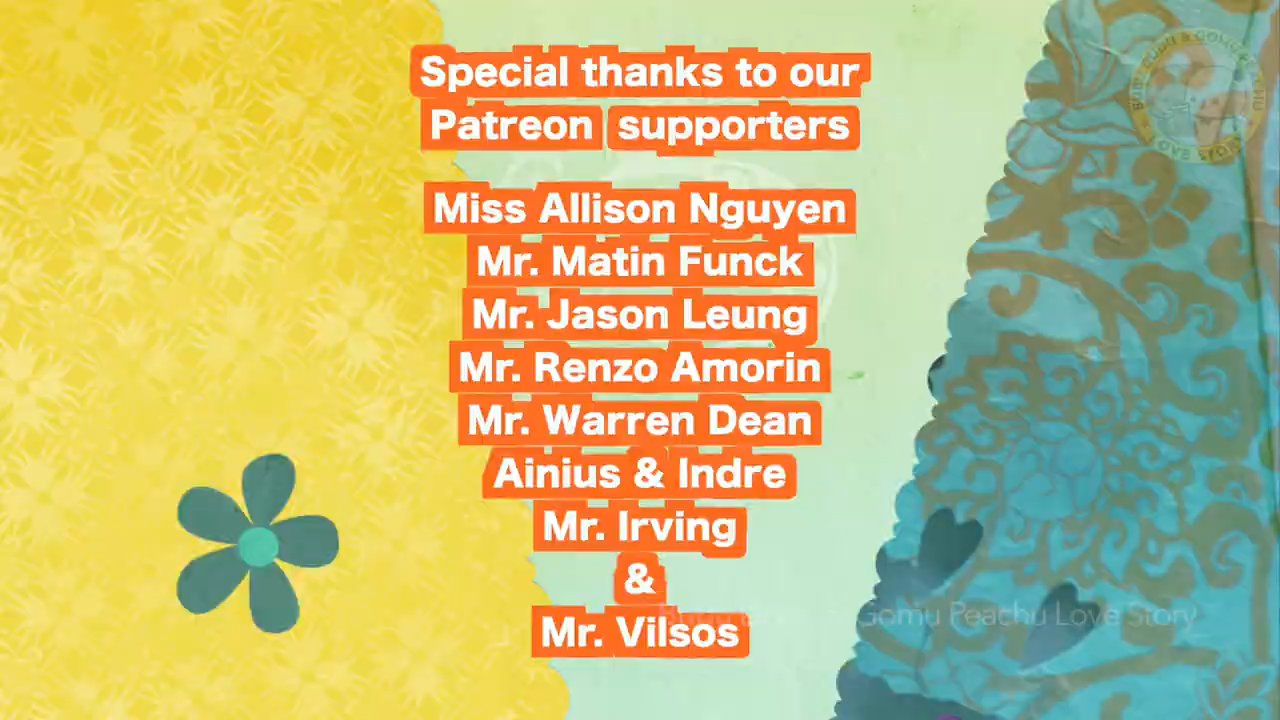 Special thanks to our
Patreon supporters
Miss Allison Nguyen
Mr. Matin Funck
Mr. Jason Leung
Mr. Renzo Amorin
Mr. Warren Dean
Ainius & Indre
Mr. Irving
&
Mr. Vilsos
Gomu Peachu Love Story